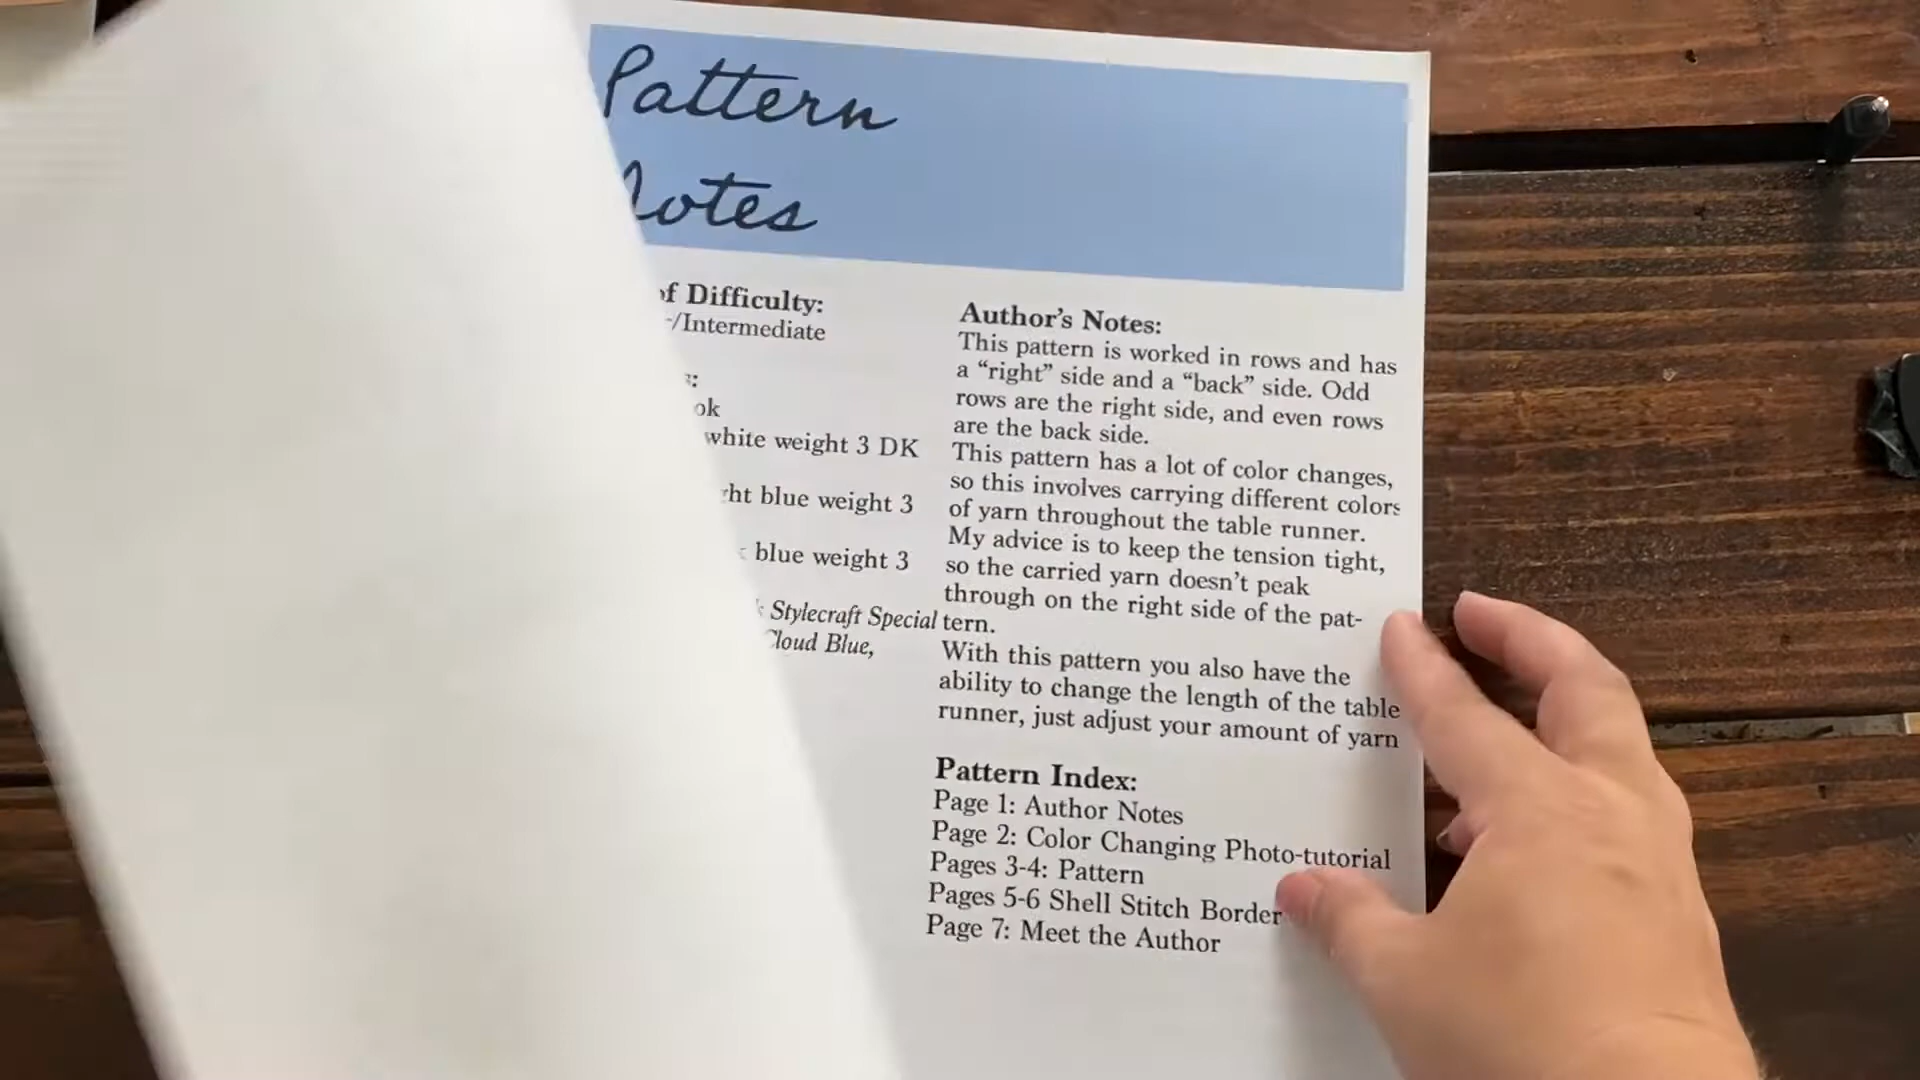 Pattern
Notes
of Difficulty:
/Intermediate
white weight 3 DK
blue weight 3
blue weight 3
Stylecraft Special
Cloud Blue,
Author's Notes:
This pattern is worked in rows and has
a “right” side and a “back” side. Odd
rows are the right side, and even rows
are the back side.
This pattern has a lot of color changes,
so this involves carrying different colors
of yarn throughout the table runner.
My advice is to keep the tension tight,
so the carried yarn doesn't peak
through on the right side of the pat-
tern.
With this pattern you also have the
ability to change the length of the table
runner, just adjust your amount of yarn
Pattern Index:
Page 1: Author Notes
Page 2: Color Changing Photo-tutorial
Pages 3-4: Pattern
Pages 5-6 Shell Stitch Border
Page 7: Meet the Author